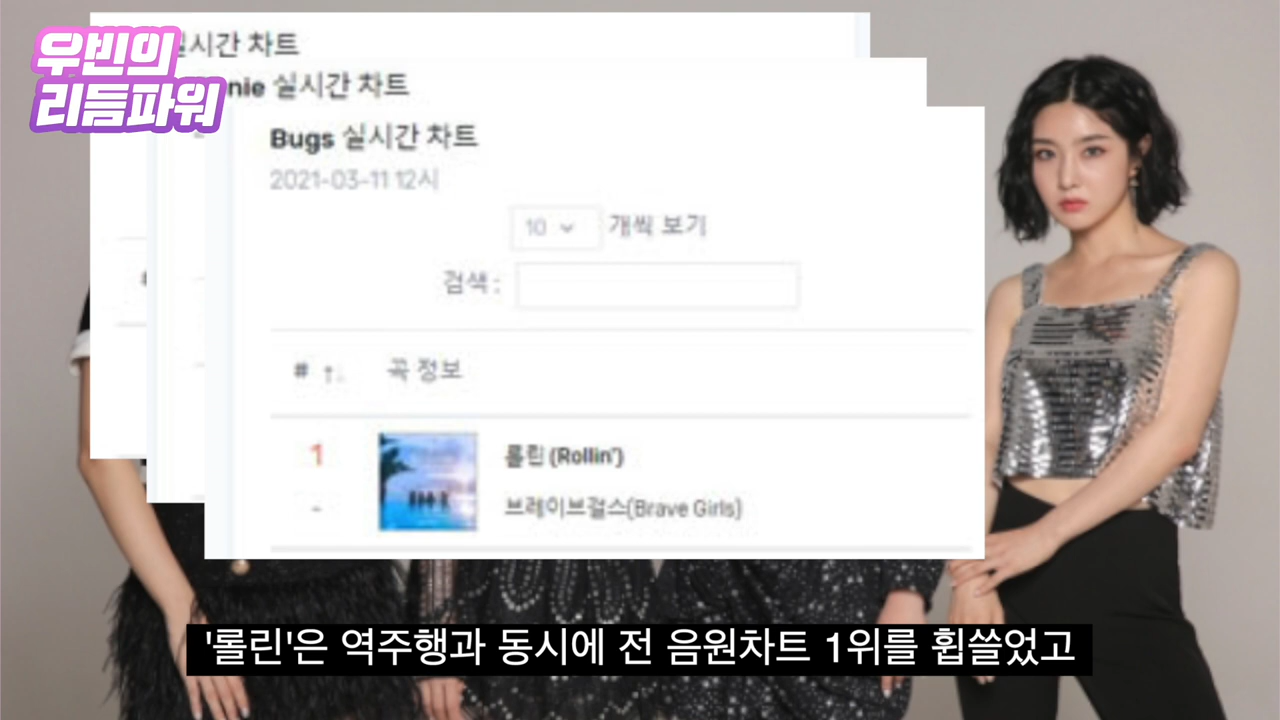 우빈의
리듬파워
실시간 차트
nie 실시간 차트
Bugs 실시간 차트
2021-03-11 12시
10 개씩 보기
검색 :
# 곡 정보
1
롤린 (Rollin')
-
브레이브걸스(Brave Girls)
'롤린'은 역주행과 동시에 전 음원차트 1위를 휩쓸었고